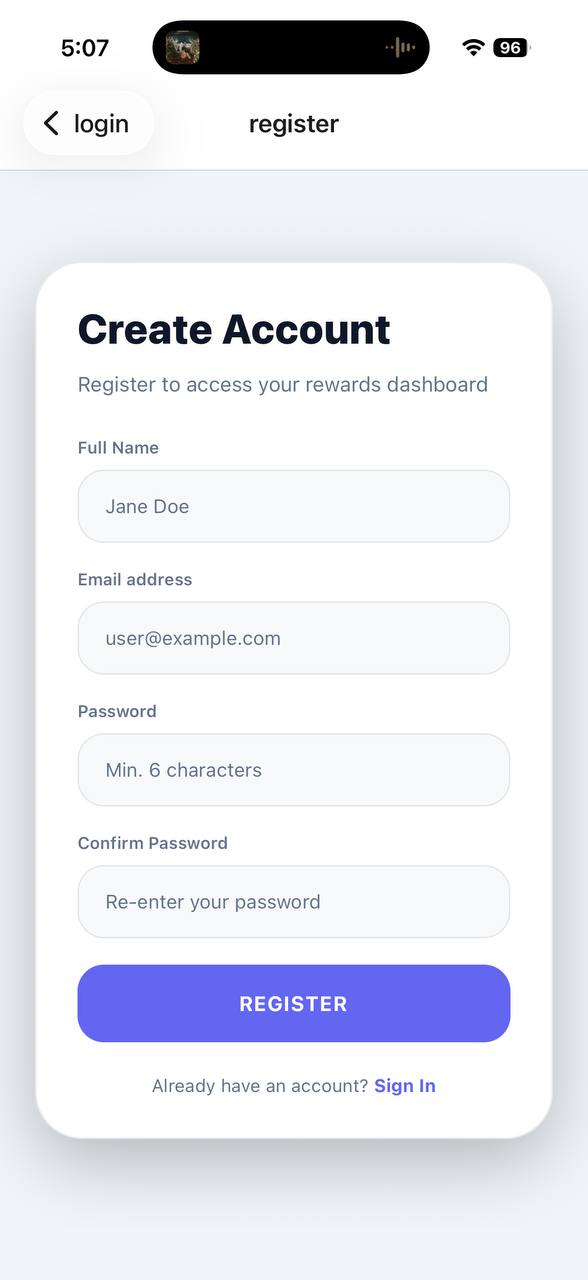 5:07
96
login
register
Create Account
Register to access your rewards dashboard
Full Name
Jane Doe
Email address
user@example.com
Password
Min. 6 characters
Confirm Password
Re-enter your password
REGISTER
Already have an account? Sign In